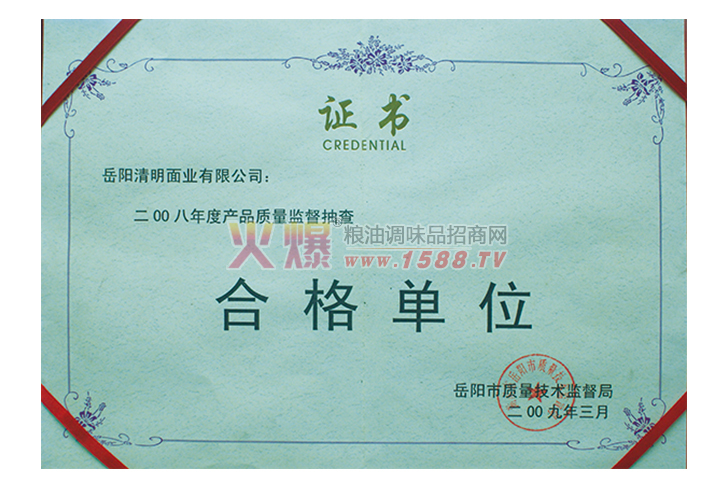 证书
CREDENTIAL
岳阳清明面业有限公司:
二00八年度产品质量监督抽查
火爆® 粮油调味品招商网
www.1588.TV
合格单位
岳阳市质量技术监督局
二00九年三月